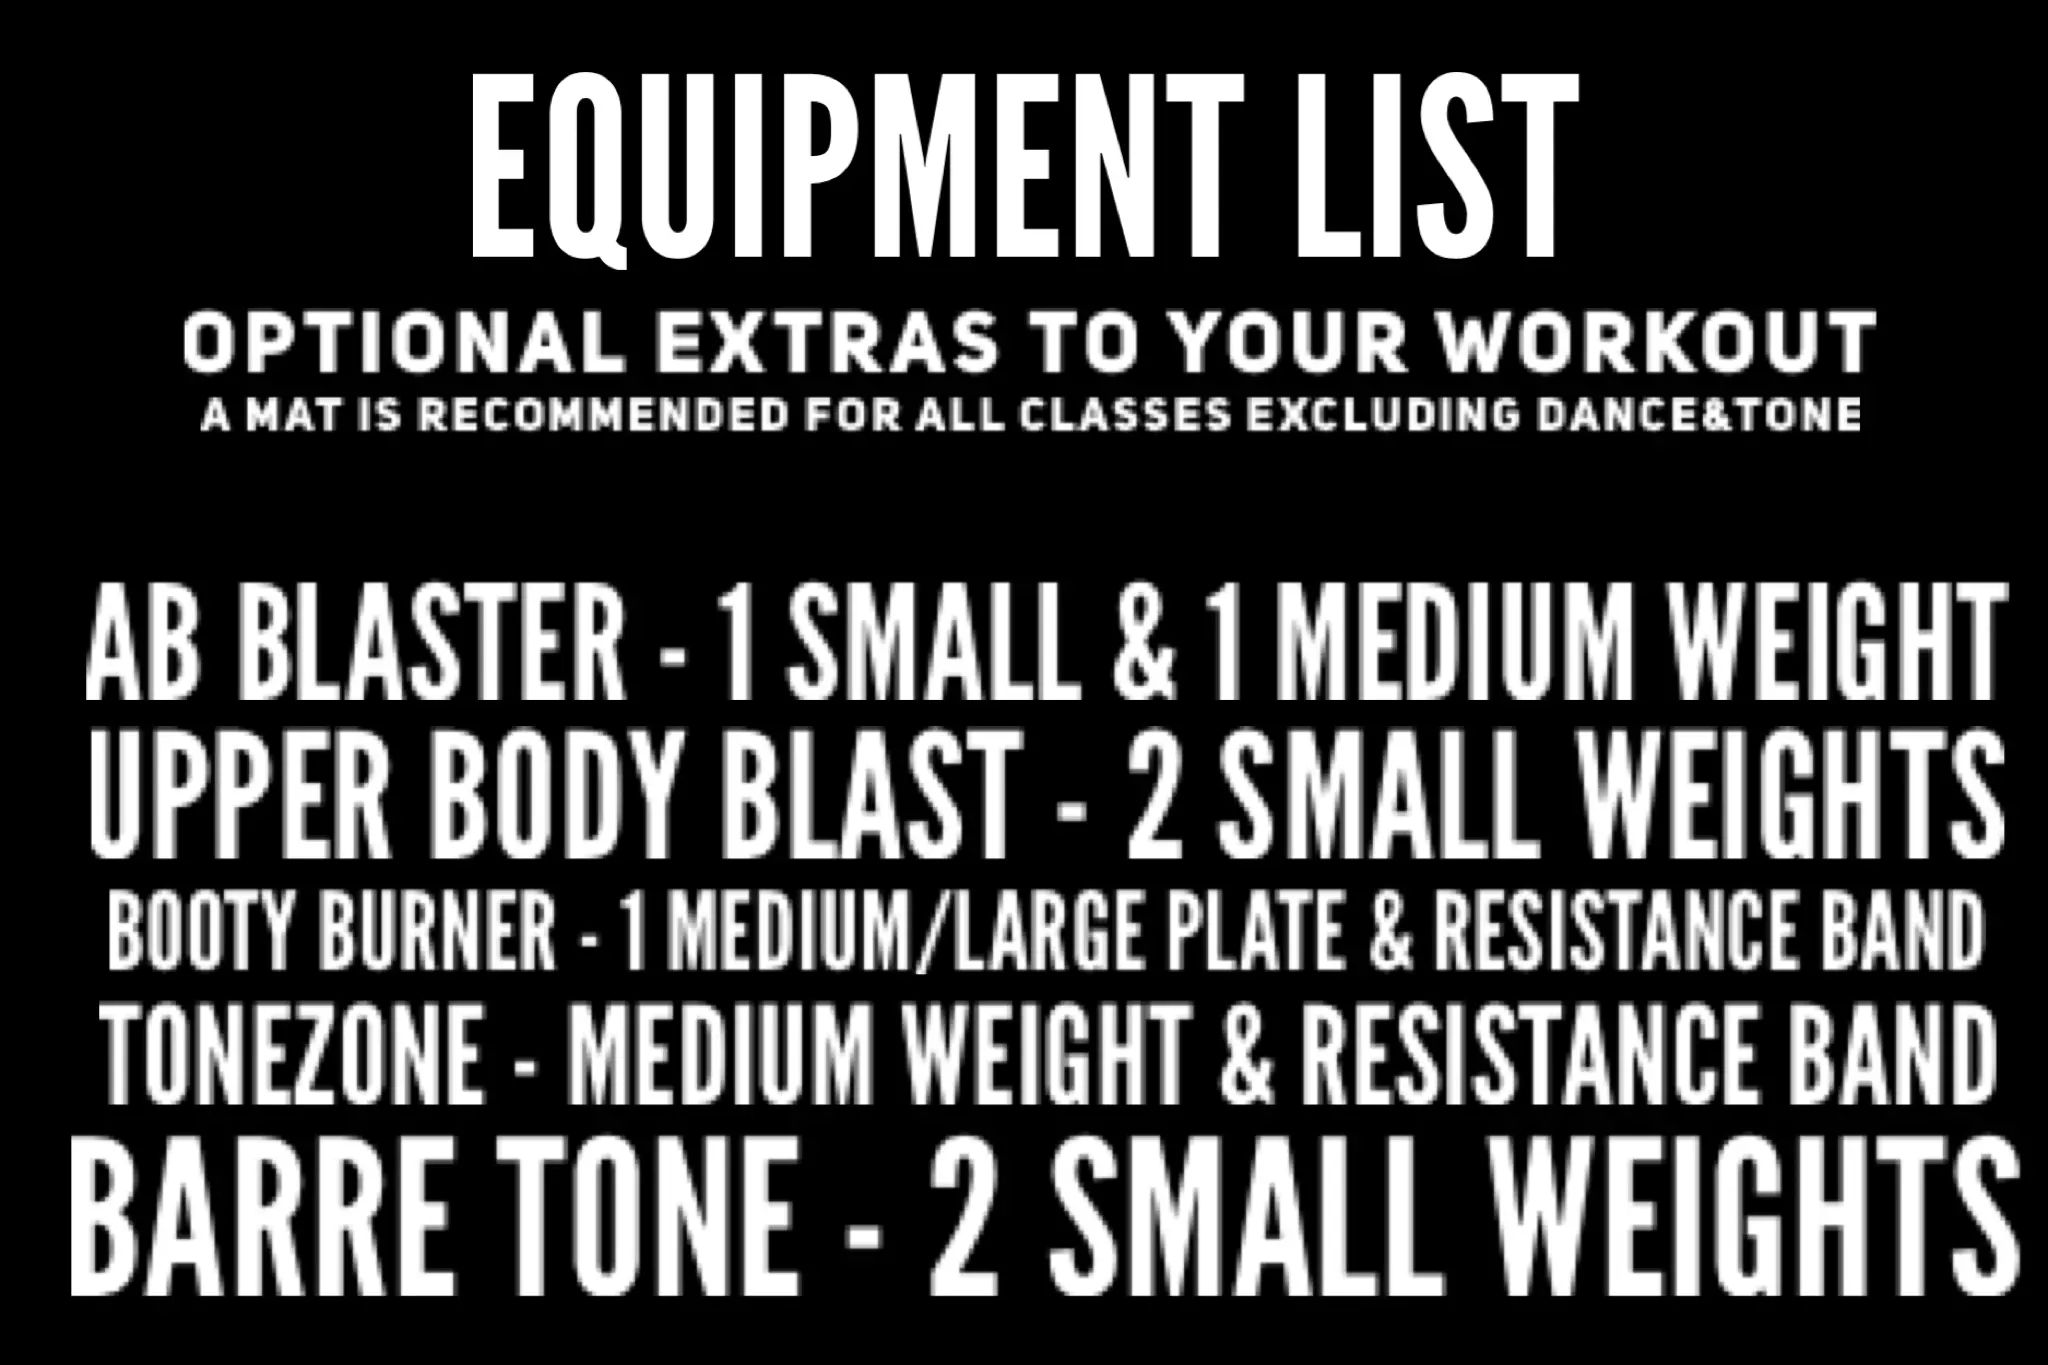 EQUIPMENT LIST
OPTIONAL EXTRAS TO YOUR WORKOUT
A MAT IS RECOMMENDED FOR ALL CLASSES EXCLUDING DANCE&TONE
AB BLASTER - 1 SMALL & 1 MEDIUM WEIGHT
UPPER BODY BLAST - 2 SMALL WEIGHTS
BOOTY BURNER - 1 MEDIUM/LARGE PLATE & RESISTANCE BAND
TONEZONE - MEDIUM WEIGHT & RESISTANCE BAND
BARRE TONE - 2 SMALL WEIGHTS